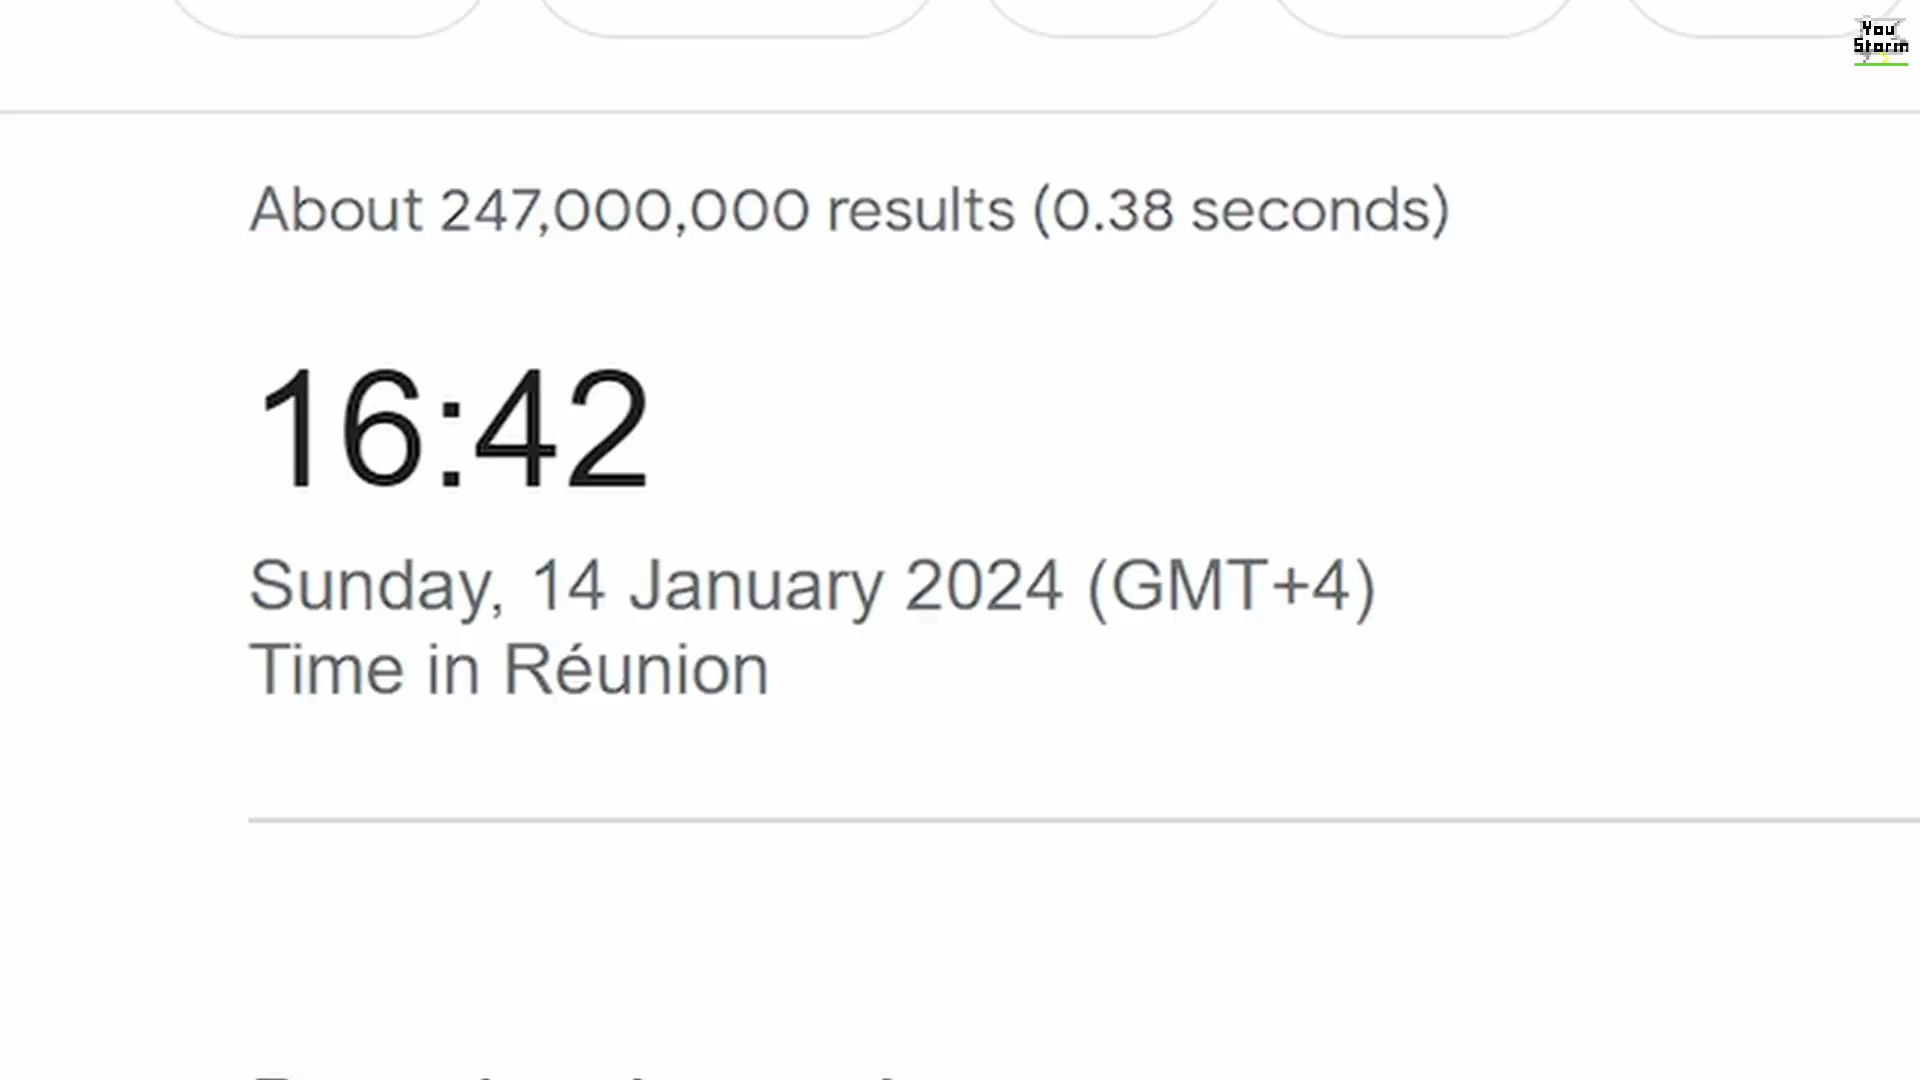 You
Storm
About 247,000,000 results (0.38 seconds)
16:42
Sunday, 14 January 2024 (GMT+4)
Time in Réunion